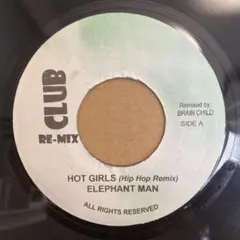 CLUB
RE-MIX
Remixed by:
BRAIN CHILD
SIDE A
HOT GIRLS (Hip Hop Remix)
ELEPHANT MAN
ALL RIGHTS RESERVED